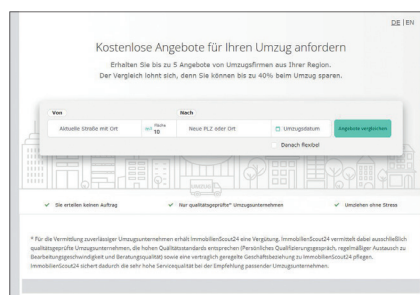 DE | EN
Kostenlose Angebote für Ihren Umzug anfordern
Erhalten Sie bis zu 5 Angebote von Umzugsfirmen aus Ihrer Region.
Der Vergleich lohnt sich, denn Sie können bis zu 40% beim Umzug sparen.
Von Nach
Aktuelle Straße mit Ort Fläche 10 Neue PLZ oder Ort Umzugsdatum Angebote vergleichen
Danach flexibel
UMZUG
Sie erteilen keinen Auftrag Nur qualitätsgeprüfte* Umzugsunternehmen Umziehen ohne Stress
* Für die Vermittlung zuverlässiger Umzugsunternehmen erhält ImmobilienScout24 eine Vergütung. ImmobilienScout24 vermittelt dabei ausschließlich
qualitätsgeprüfte Umzugsunternehmen, die hohen Qualitätsstandards entsprechen (Persönliches Qualifizierungsgespräch, regelmäßiger Austausch zu
Bearbeitungsgeschwindigkeit und Beratungsqualität) sowie eine vertraglich geregelte Geschäftsbeziehung zu ImmobilienScout24 pflegen.
ImmobilienScout24 sichert dadurch die sehr hohe Servicequalität bei der Empfehlung passender Umzugsunternehmen.